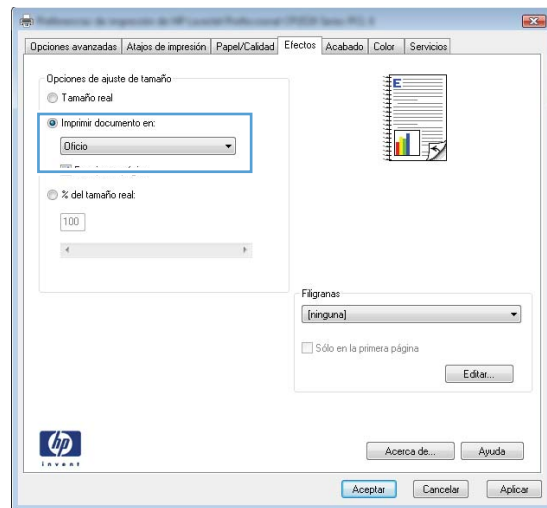 Opciones avanzadas Atajos de impresión Papel/Calidad Efectos Acabado Color Servicios
Opciones de ajuste de tamaño
Tamaño real
E
Imprimir documento en:
Oficio
% del tamaño real:
100
Filigranas
[ninguna]
Sólo en la primera página
Editar...
hp
invent
Acerca de... Ayuda
Aceptar Cancelar Aplicar